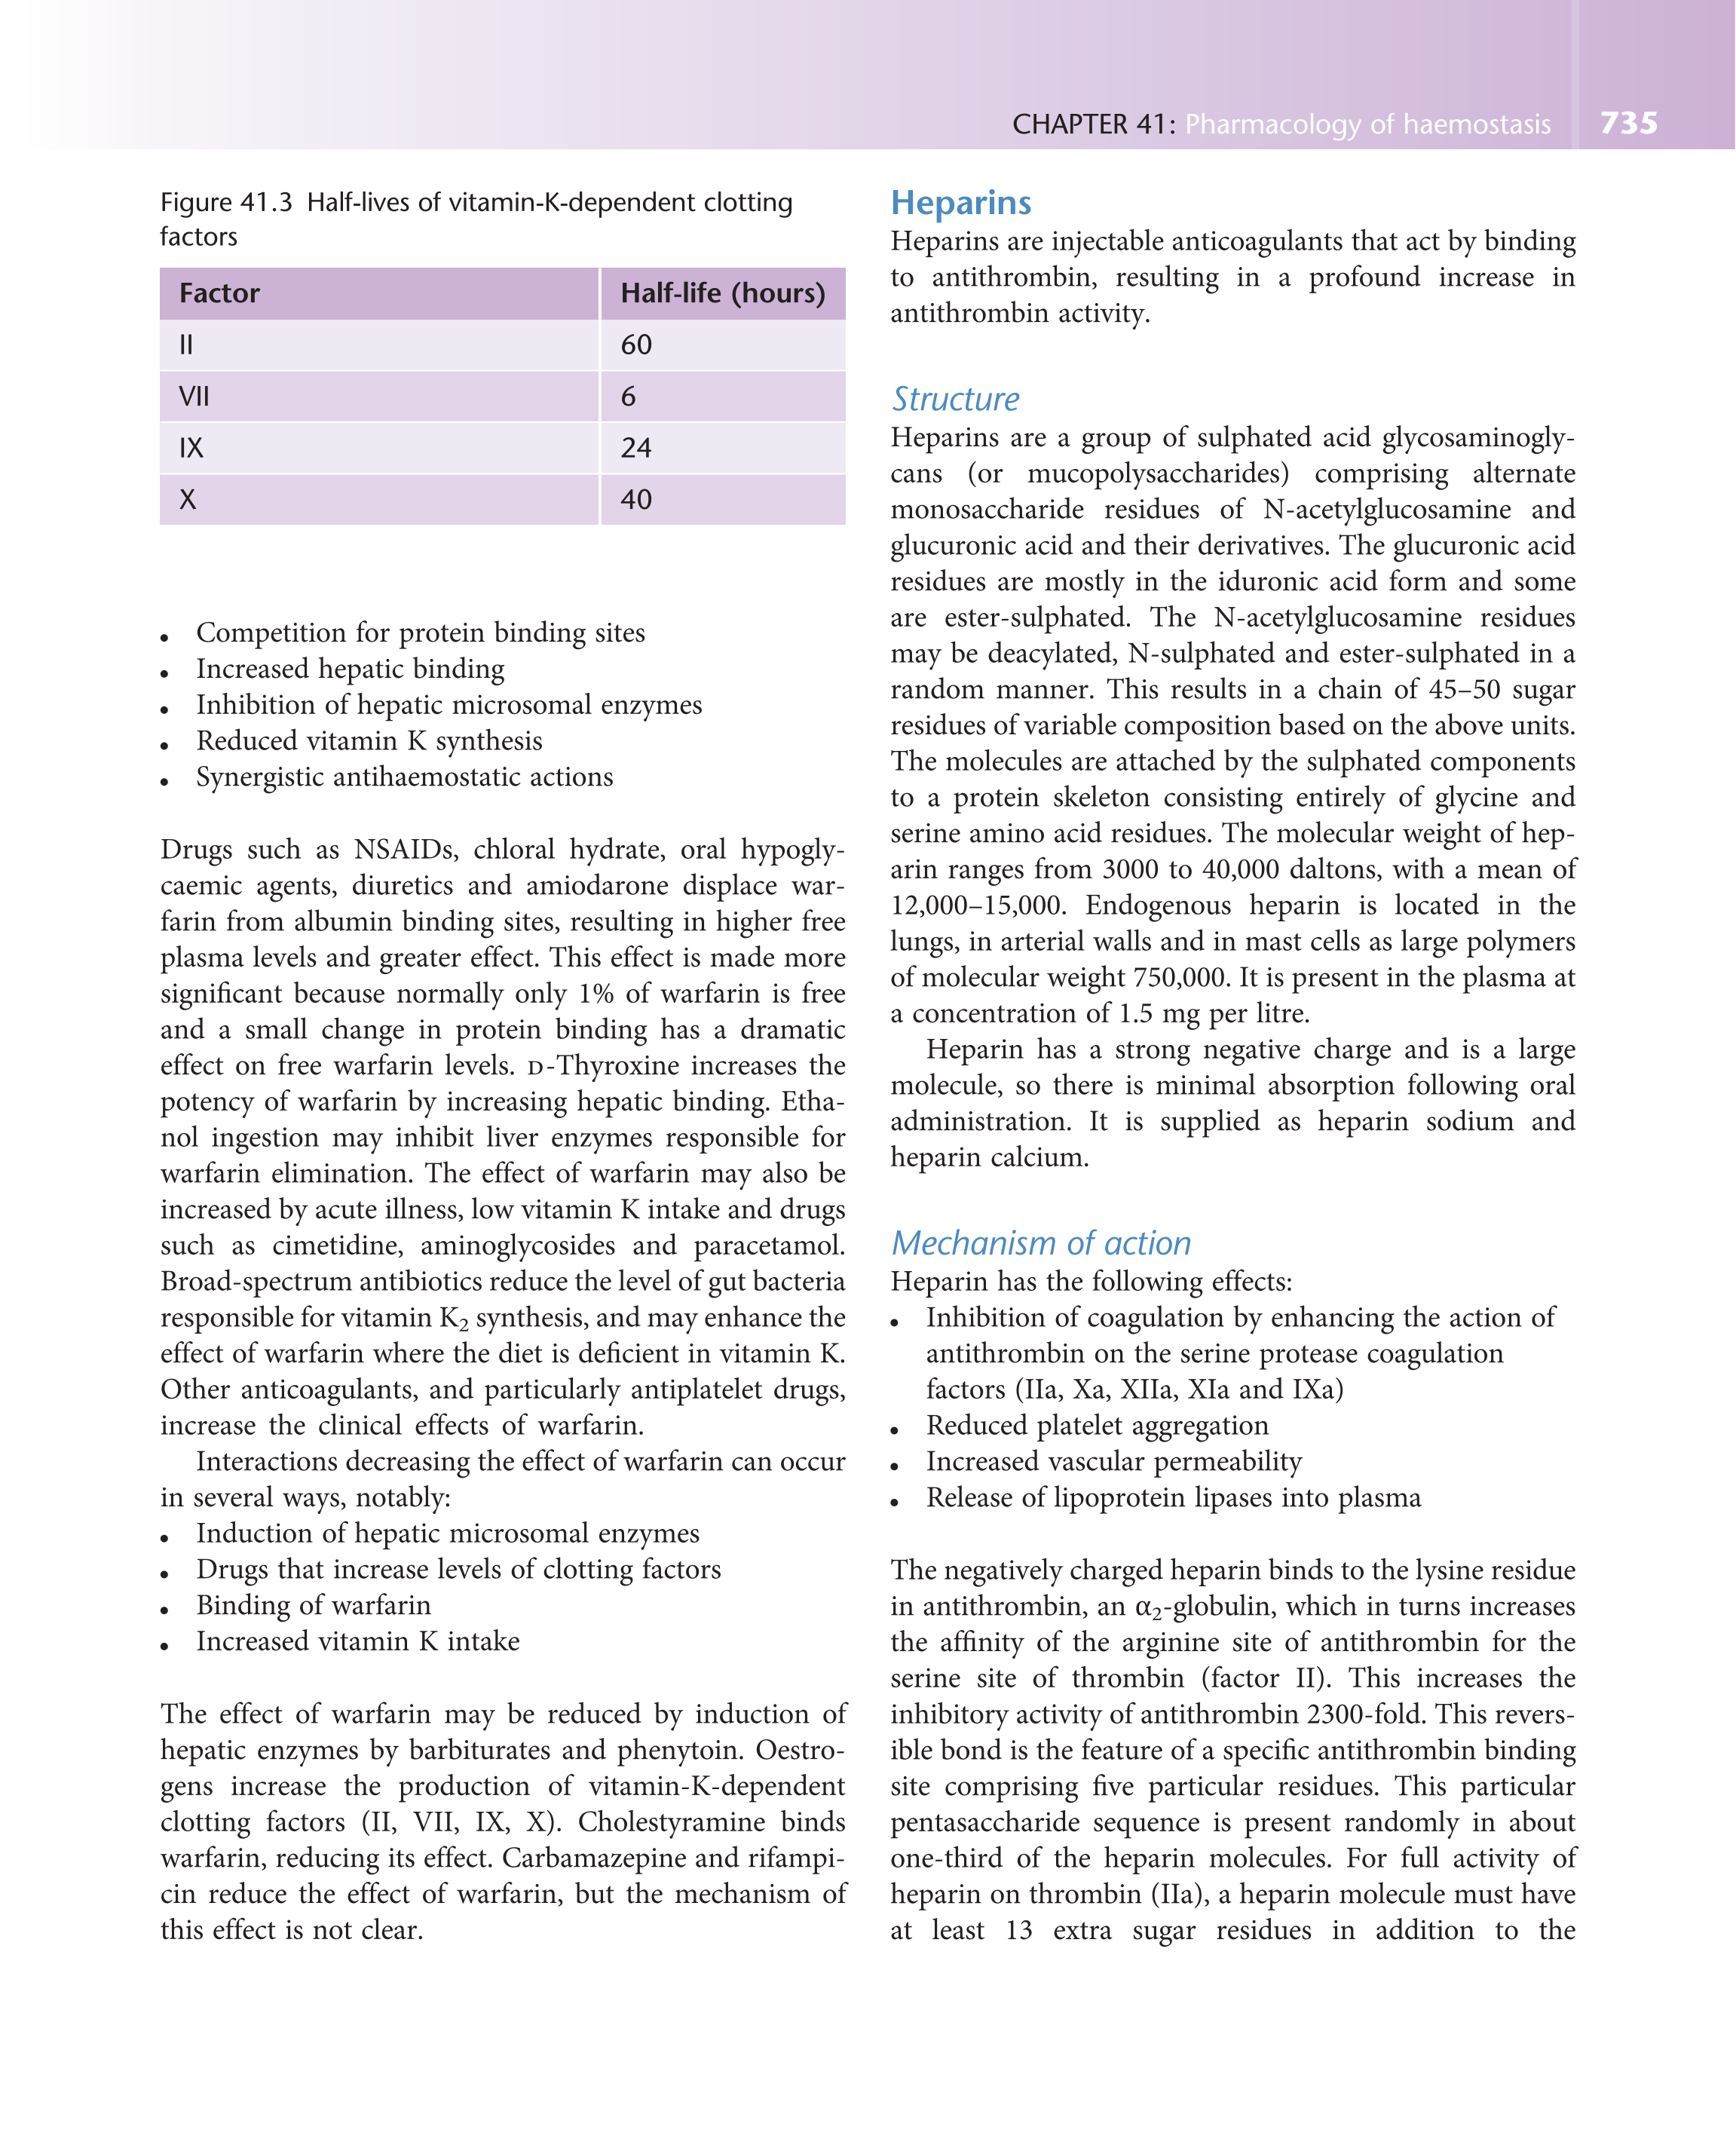 CHAPTER 41: Pharmacology of haemostasis 735
Figure 41.3 Half-lives of vitamin-K-dependent clotting
factors
Factor Half-life (hours)
II 60
VII 6
IX 24
X 40
• Competition for protein binding sites
• Increased hepatic binding
• Inhibition of hepatic microsomal enzymes
• Reduced vitamin K synthesis
• Synergistic antihaemostatic actions
Drugs such as NSAIDs, chloral hydrate, oral hypogly-
caemic agents, diuretics and amiodarone displace war-
farin from albumin binding sites, resulting in higher free
plasma levels and greater effect. This effect is made more
significant because normally only 1% of warfarin is free
and a small change in protein binding has a dramatic
effect on free warfarin levels. D-Thyroxine increases the
potency of warfarin by increasing hepatic binding. Etha-
nol ingestion may inhibit liver enzymes responsible for
warfarin elimination. The effect of warfarin may also be
increased by acute illness, low vitamin K intake and drugs
such as cimetidine, aminoglycosides and paracetamol.
Broad-spectrum antibiotics reduce the level of gut bacteria
responsible for vitamin K₂ synthesis, and may enhance the
effect of warfarin where the diet is deficient in vitamin K.
Other anticoagulants, and particularly antiplatelet drugs,
increase the clinical effects of warfarin.
Interactions decreasing the effect of warfarin can occur
in several ways, notably:
• Induction of hepatic microsomal enzymes
• Drugs that increase levels of clotting factors
• Binding of warfarin
• Increased vitamin K intake
The effect of warfarin may be reduced by induction of
hepatic enzymes by barbiturates and phenytoin. Oestro-
gens increase the production of vitamin-K-dependent
clotting factors (II, VII, IX, X). Cholestyramine binds
warfarin, reducing its effect. Carbamazepine and rifampi-
cin reduce the effect of warfarin, but the mechanism of
this effect is not clear.
Heparins
Heparins are injectable anticoagulants that act by binding
to antithrombin, resulting in a profound increase in
antithrombin activity.
Structure
Heparins are a group of sulphated acid glycosaminogly-
cans (or mucopolysaccharides) comprising alternate
monosaccharide residues of N-acetylglucosamine and
glucuronic acid and their derivatives. The glucuronic acid
residues are mostly in the iduronic acid form and some
are ester-sulphated. The N-acetylglucosamine residues
may be deacylated, N-sulphated and ester-sulphated in a
random manner. This results in a chain of 45–50 sugar
residues of variable composition based on the above units.
The molecules are attached by the sulphated components
to a protein skeleton consisting entirely of glycine and
serine amino acid residues. The molecular weight of hep-
arin ranges from 3000 to 40,000 daltons, with a mean of
12,000–15,000. Endogenous heparin is located in the
lungs, in arterial walls and in mast cells as large polymers
of molecular weight 750,000. It is present in the plasma at
a concentration of 1.5 mg per litre.
Heparin has a strong negative charge and is a large
molecule, so there is minimal absorption following oral
administration. It is supplied as heparin sodium and
heparin calcium.
Mechanism of action
Heparin has the following effects:
• Inhibition of coagulation by enhancing the action of
antithrombin on the serine protease coagulation
factors (IIa, Xa, XIIa, XIa and IXa)
• Reduced platelet aggregation
• Increased vascular permeability
• Release of lipoprotein lipases into plasma
The negatively charged heparin binds to the lysine residue
in antithrombin, an α₂-globulin, which in turns increases
the affinity of the arginine site of antithrombin for the
serine site of thrombin (factor II). This increases the
inhibitory activity of antithrombin 2300-fold. This revers-
ible bond is the feature of a specific antithrombin binding
site comprising five particular residues. This particular
pentasaccharide sequence is present randomly in about
one-third of the heparin molecules. For full activity of
heparin on thrombin (IIa), a heparin molecule must have
at least 13 extra sugar residues in addition to the